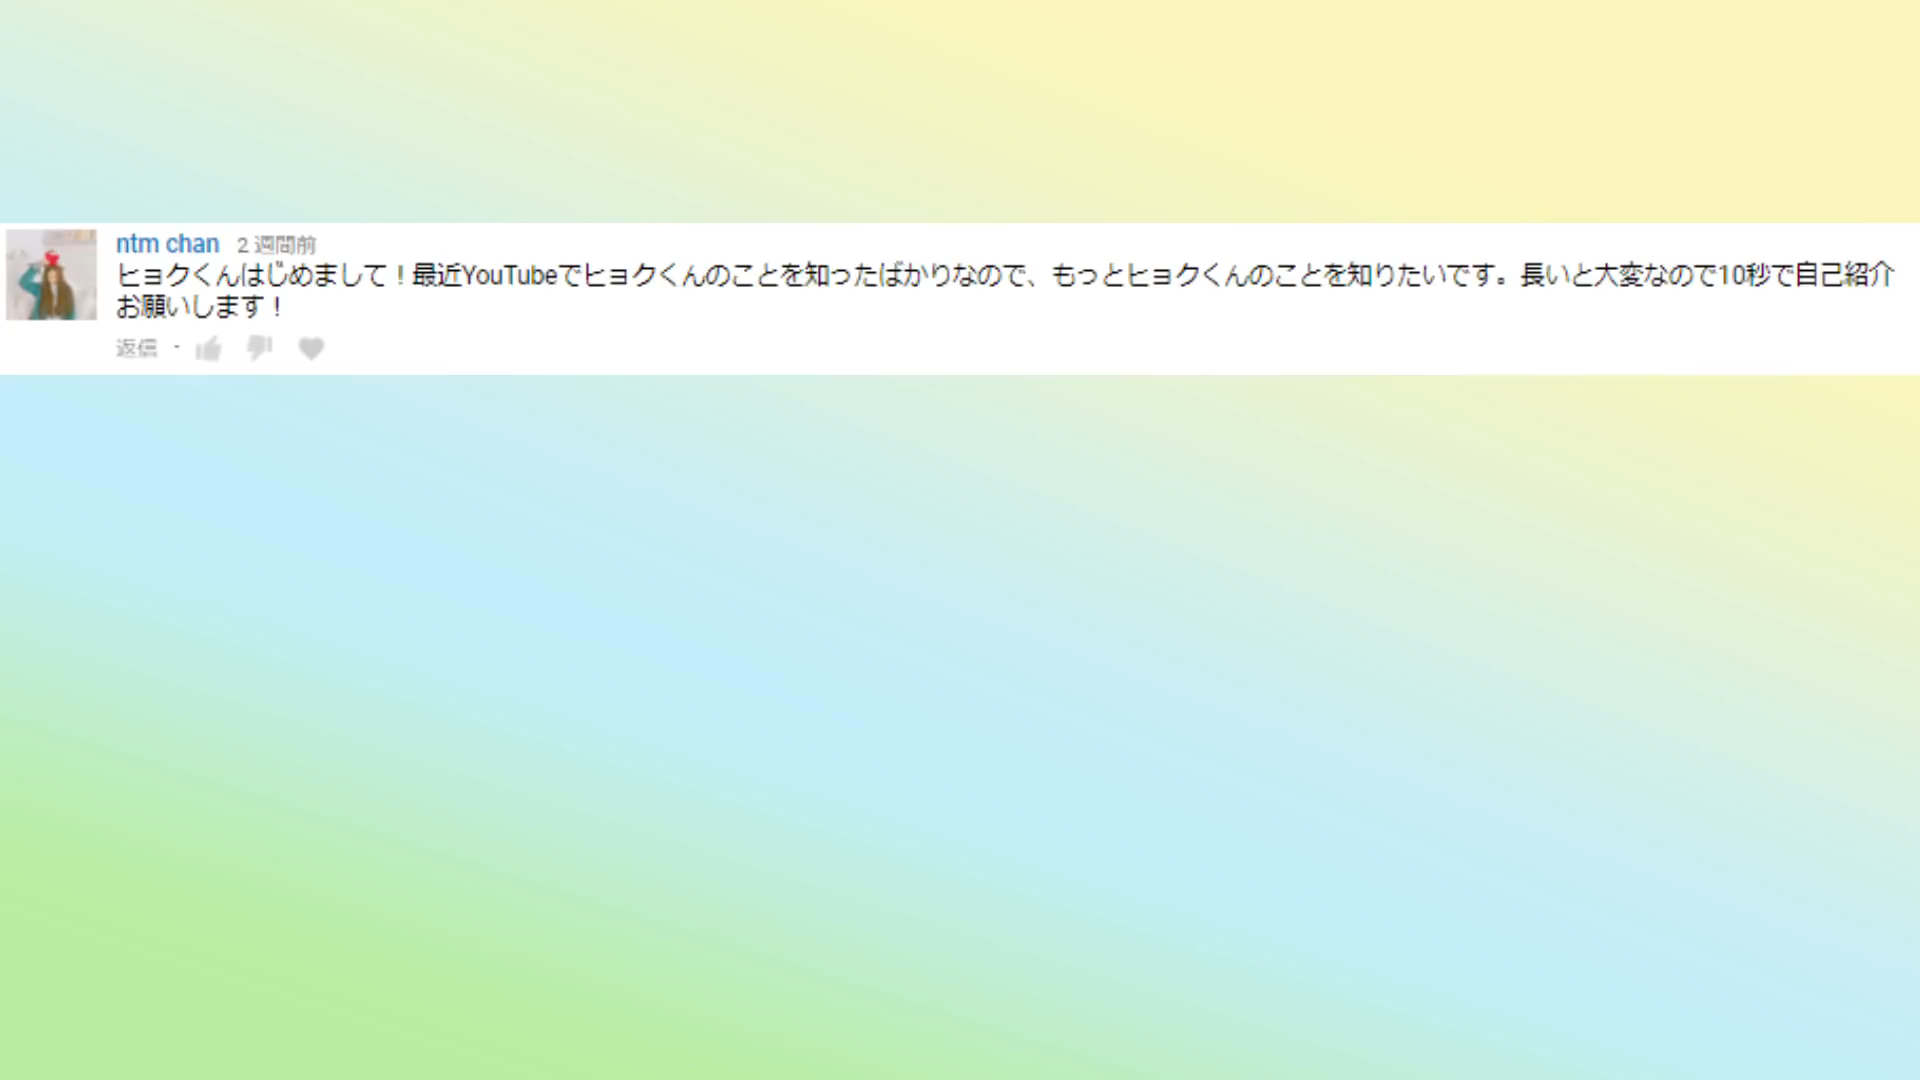 ntm chan 2 週間前
ヒョクくんはじめまして！最近YouTubeでヒョクくんのことを知ったばかりなので、もっとヒョクくんのことを知りたいです。長いと大変なので10秒で自己紹介
お願いします！
返信 ·